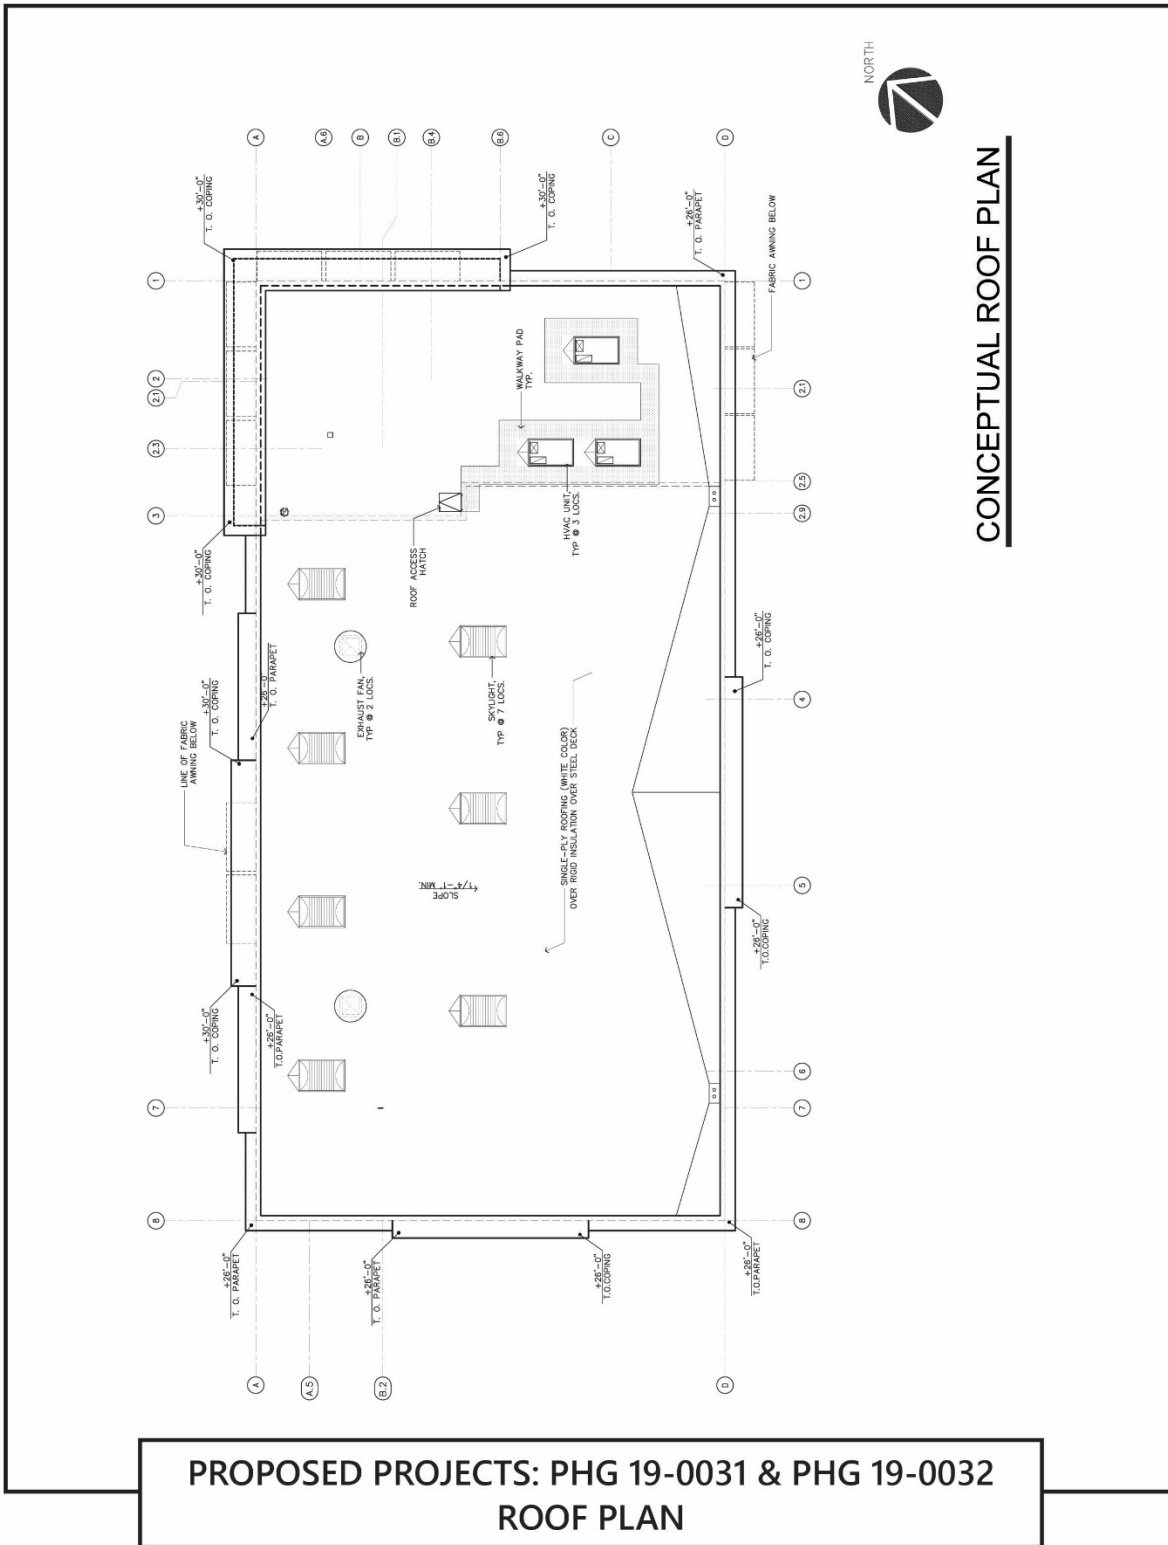 NORTH
CONCEPTUAL ROOF PLAN
A
A.6
B
B.1
B.4
B.6
C
D
+30'-0"
T. O. COPING
+30'-0"
T. O. COPING
+26'-0"
T. O. PARAPET
FABRIC AWNING BELOW
1
1
2
2.1
2.3
3
2.1
2.5
2.9
WALKWAY PAD
TYP.
HVAC UNIT,
TYP @ 3 LOCS.
ROOF ACCESS
HATCH
+30'-0"
T. O. COPING
+26'-0
T. O. PARAPET
+30'-0"
T. O. COPING
LINE OF FABRIC
AWNING BELOW
EXHAUST FAN,
TYP @ 2 LOCS.
SKYLIGHT,
TYP @ 7 LOCS.
+26'-0"
T. O. COPING
4
SINGLE-PLY ROOFING (WHITE COLOR)
OVER RIGID INSULATION OVER STEEL DECK
SLOPE
1/4"-1' MIN.
5
+26'-0"
T.O.COPING
+30'-0"
T. O. COPING
+26'-0"
T.O.PARAPET
6
7
7
8
8
+26'-0"
T. O. PARAPET
+26'-0"
T. O. PARAPET
+26'-0"
T.O.COPING
+26'-0"
T.O.PARAPET
A
A.5
B.2
D
PROPOSED PROJECTS: PHG 19-0031 & PHG 19-0032
ROOF PLAN